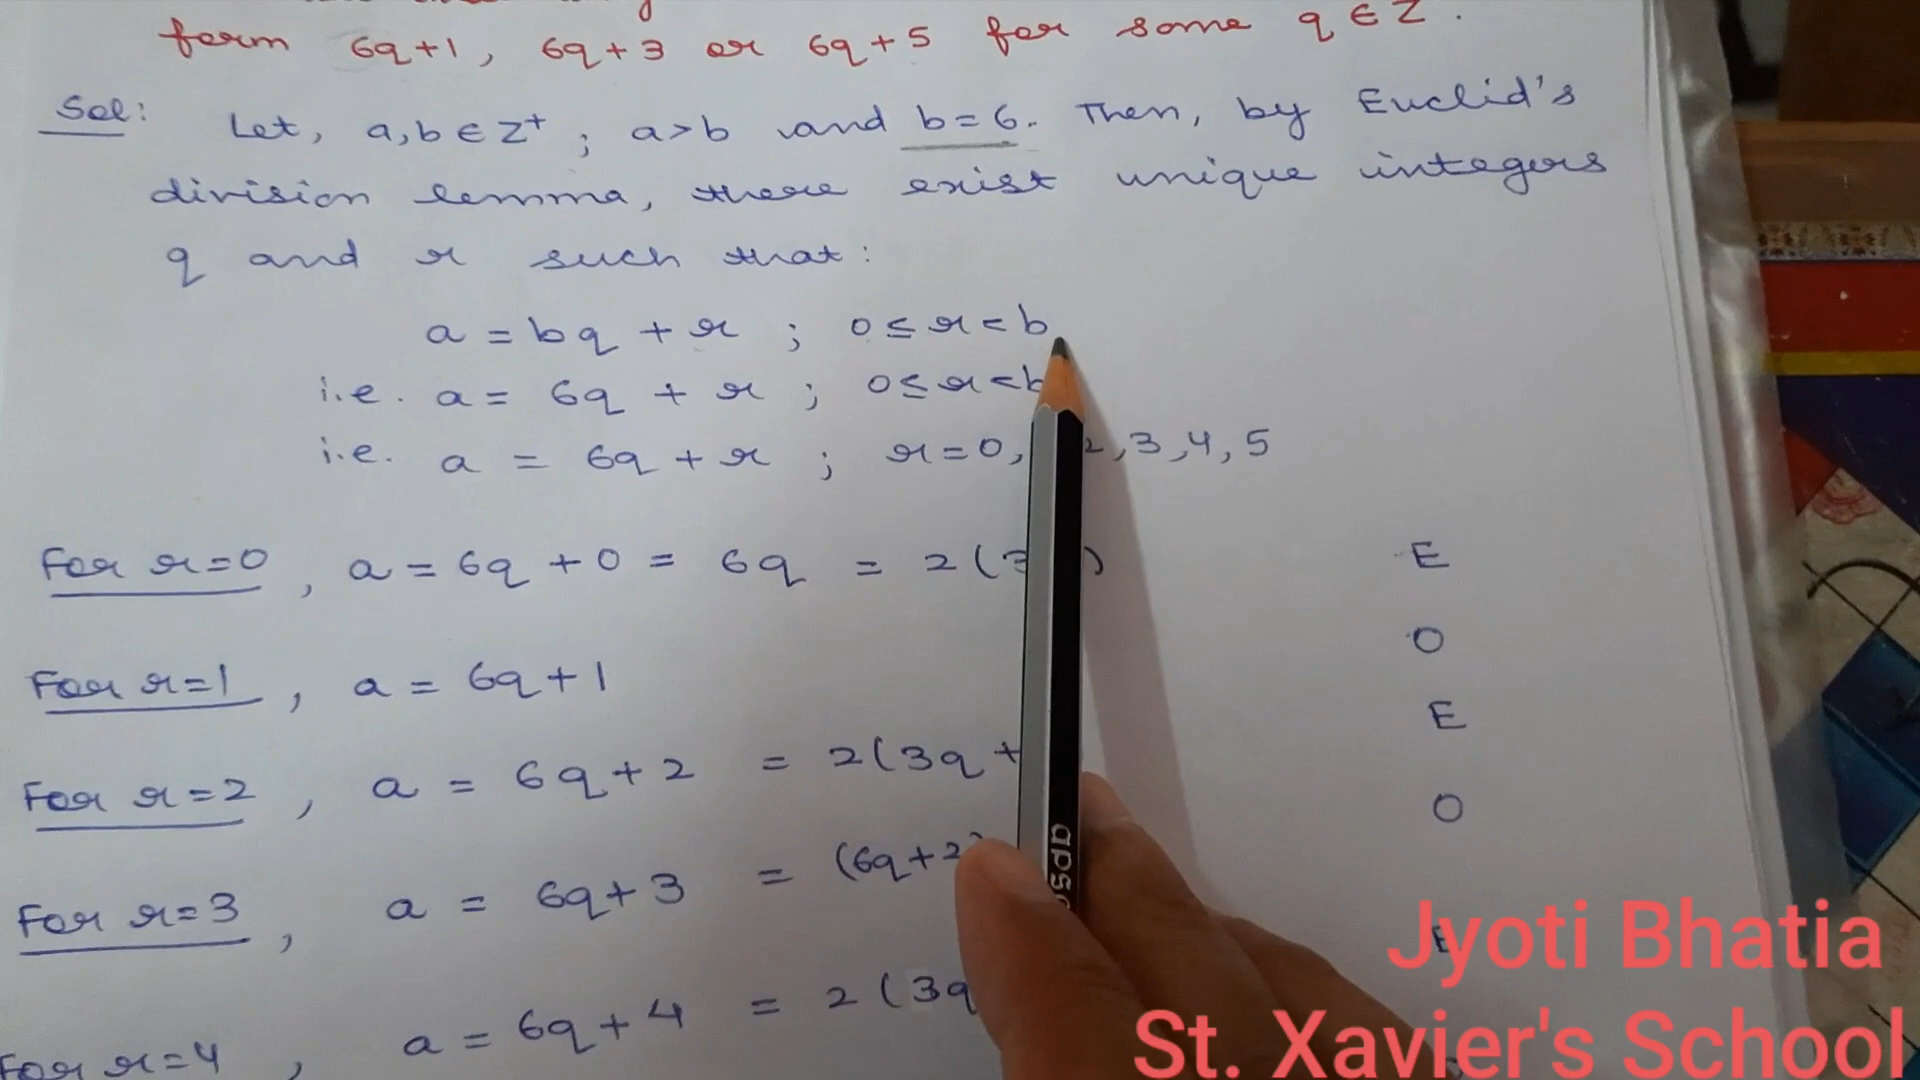 form 6q+1, 6q+3 or 6q+5 for some q ∈ Z.
Sol: Let, a,b ∈ Z⁺ ; a>b and b=6. Then, by Euclid's
division lemma, there exist unique integers
q and r such that:
a = bq + r ; 0 ≤ r < b
i.e. a = 6q + r ; 0 ≤ r <
i.e. a = 6q + r ; r = 0, 2, 3, 4, 5
For r=0, a = 6q + 0 = 6q = 2( ) E
O
For r=1, a = 6q+1
E
For r=2, a = 6q+2 = 2(3q +
O
For r=3, a = 6q+3 = (6q+2
E
For r=4, a = 6q+4 = 2(3q
Jyoti Bhatia
St. Xavier's School
apsa